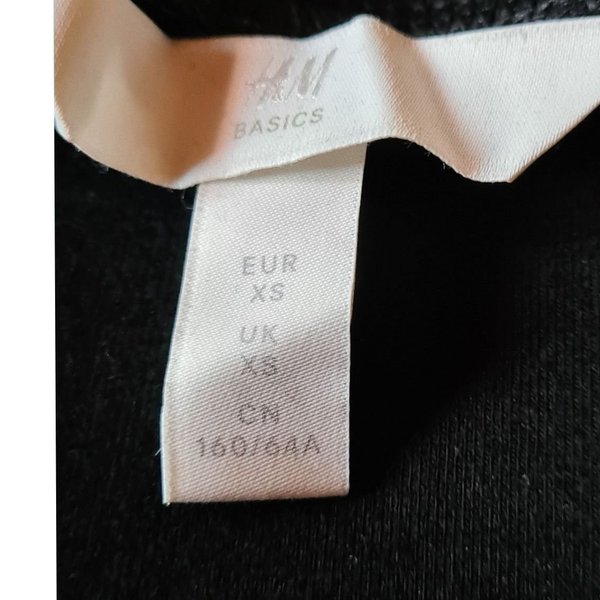 H&M
BASICS
EUR
XS
UK
XS
CN
160/64A